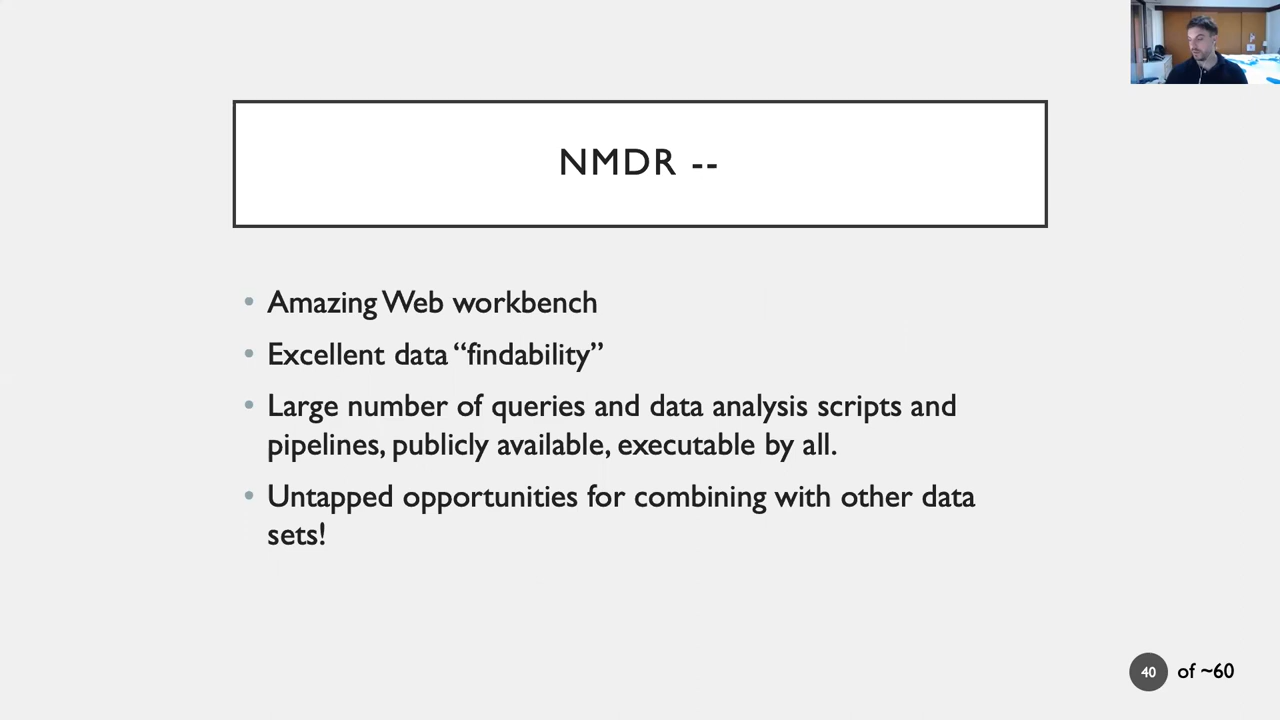 NMDR --
• Amazing Web workbench
• Excellent data “findability”
• Large number of queries and data analysis scripts and
pipelines, publicly available, executable by all.
• Untapped opportunities for combining with other data
sets!
40 of ~60